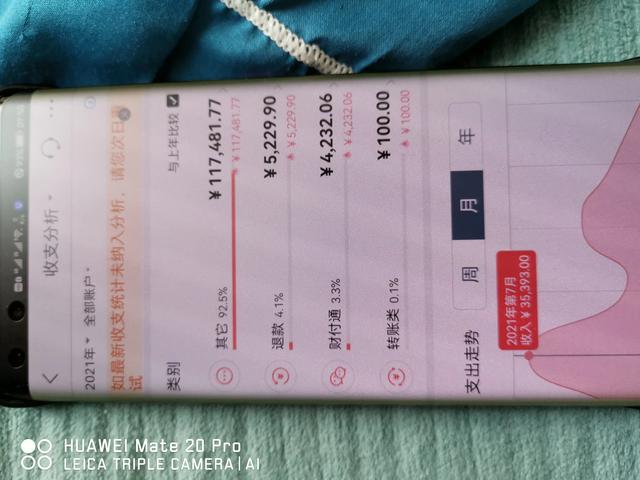 收支分析
2021年 全部账户
如最新收支统计未纳入分析，请您次日
试
类别
与上年比较
其它 92.5%
¥ 117,481.77
¥ 117,481.77
退款 4.1%
¥ 5,229.90
¥ 5,229.90
财付通 3.3%
¥ 4,232.06
¥ 4,232.06
转账类 0.1%
¥ 100.00
¥ 100.00
支出走势
周
月
年
2021年第7月
收入 ¥ 35,393.00
HUAWEI Mate 20 Pro
LEICA TRIPLE CAMERA | AI